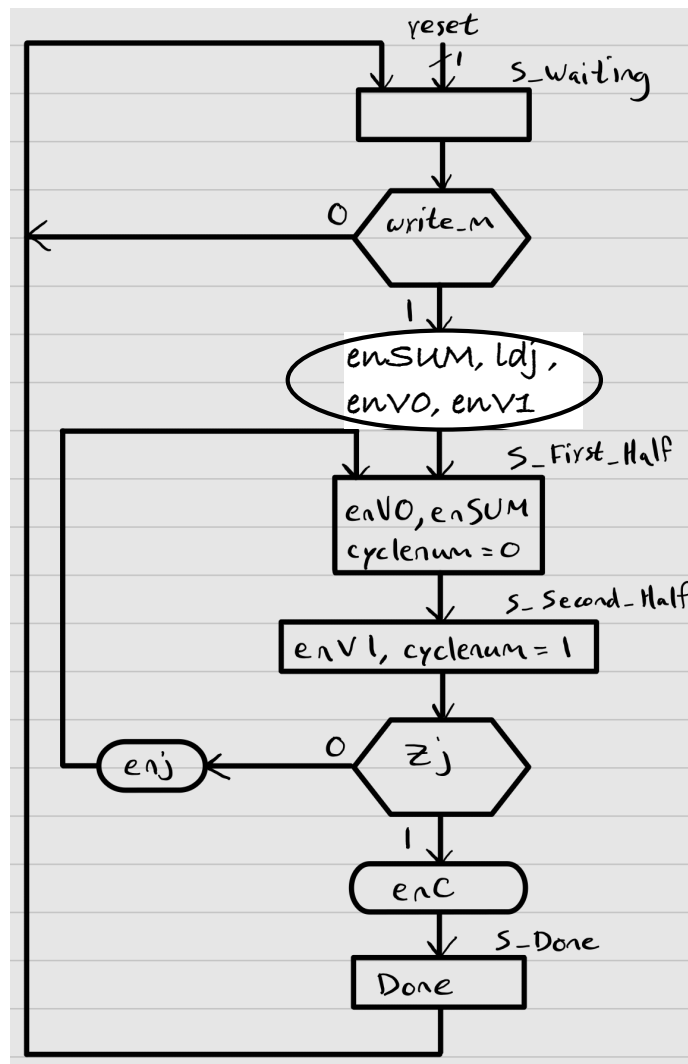 reset
1
S_Waiting
0
write_m
1
enSUM, ldj,
enV0, enV1
S_First_Half
enV0, enSUM
cyclenum = 0
S_Second_Half
enV1, cyclenum = 1
enj
0
Zj
1
enC
S_Done
Done